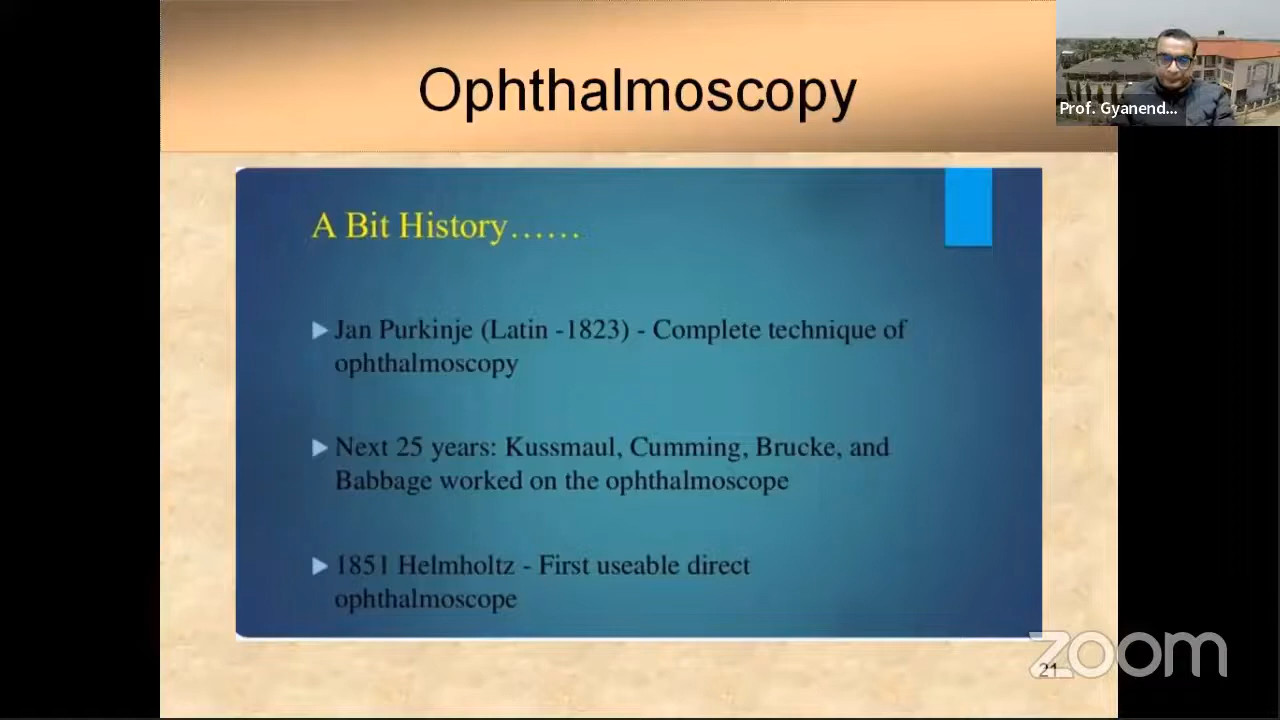 Ophthalmoscopy
Prof. Gyanend...
A Bit History……
Jan Purkinje (Latin -1823) - Complete technique of
ophthalmoscopy
Next 25 years: Kussmaul, Cumming, Brucke, and
Babbage worked on the ophthalmoscope
1851 Helmholtz - First useable direct
ophthalmoscope
21
zoom